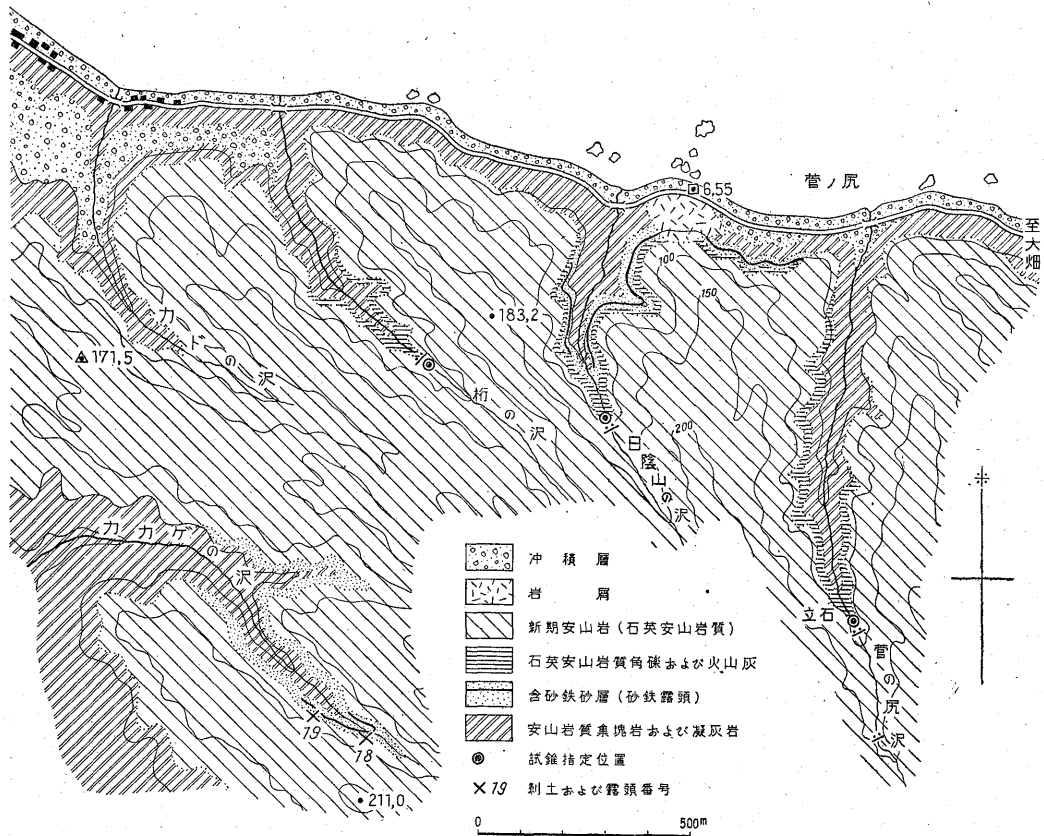 菅ノ尻
6,55
至大畑
100
150
183,2
171,5
カドの沢
桁の沢
200
日陰山の沢
カカゲの沢
立石
菅の尻沢
19
18
211,0
冲積層
岩屑
新期安山岩(石英安山岩質)
石英安山岩質角礫および火山灰
含砂鉄砂層(砂鉄露頭)
安山岩質集塊岩および凝灰岩
試錐指定位置
×19 剝土および露頭番号
0 500m